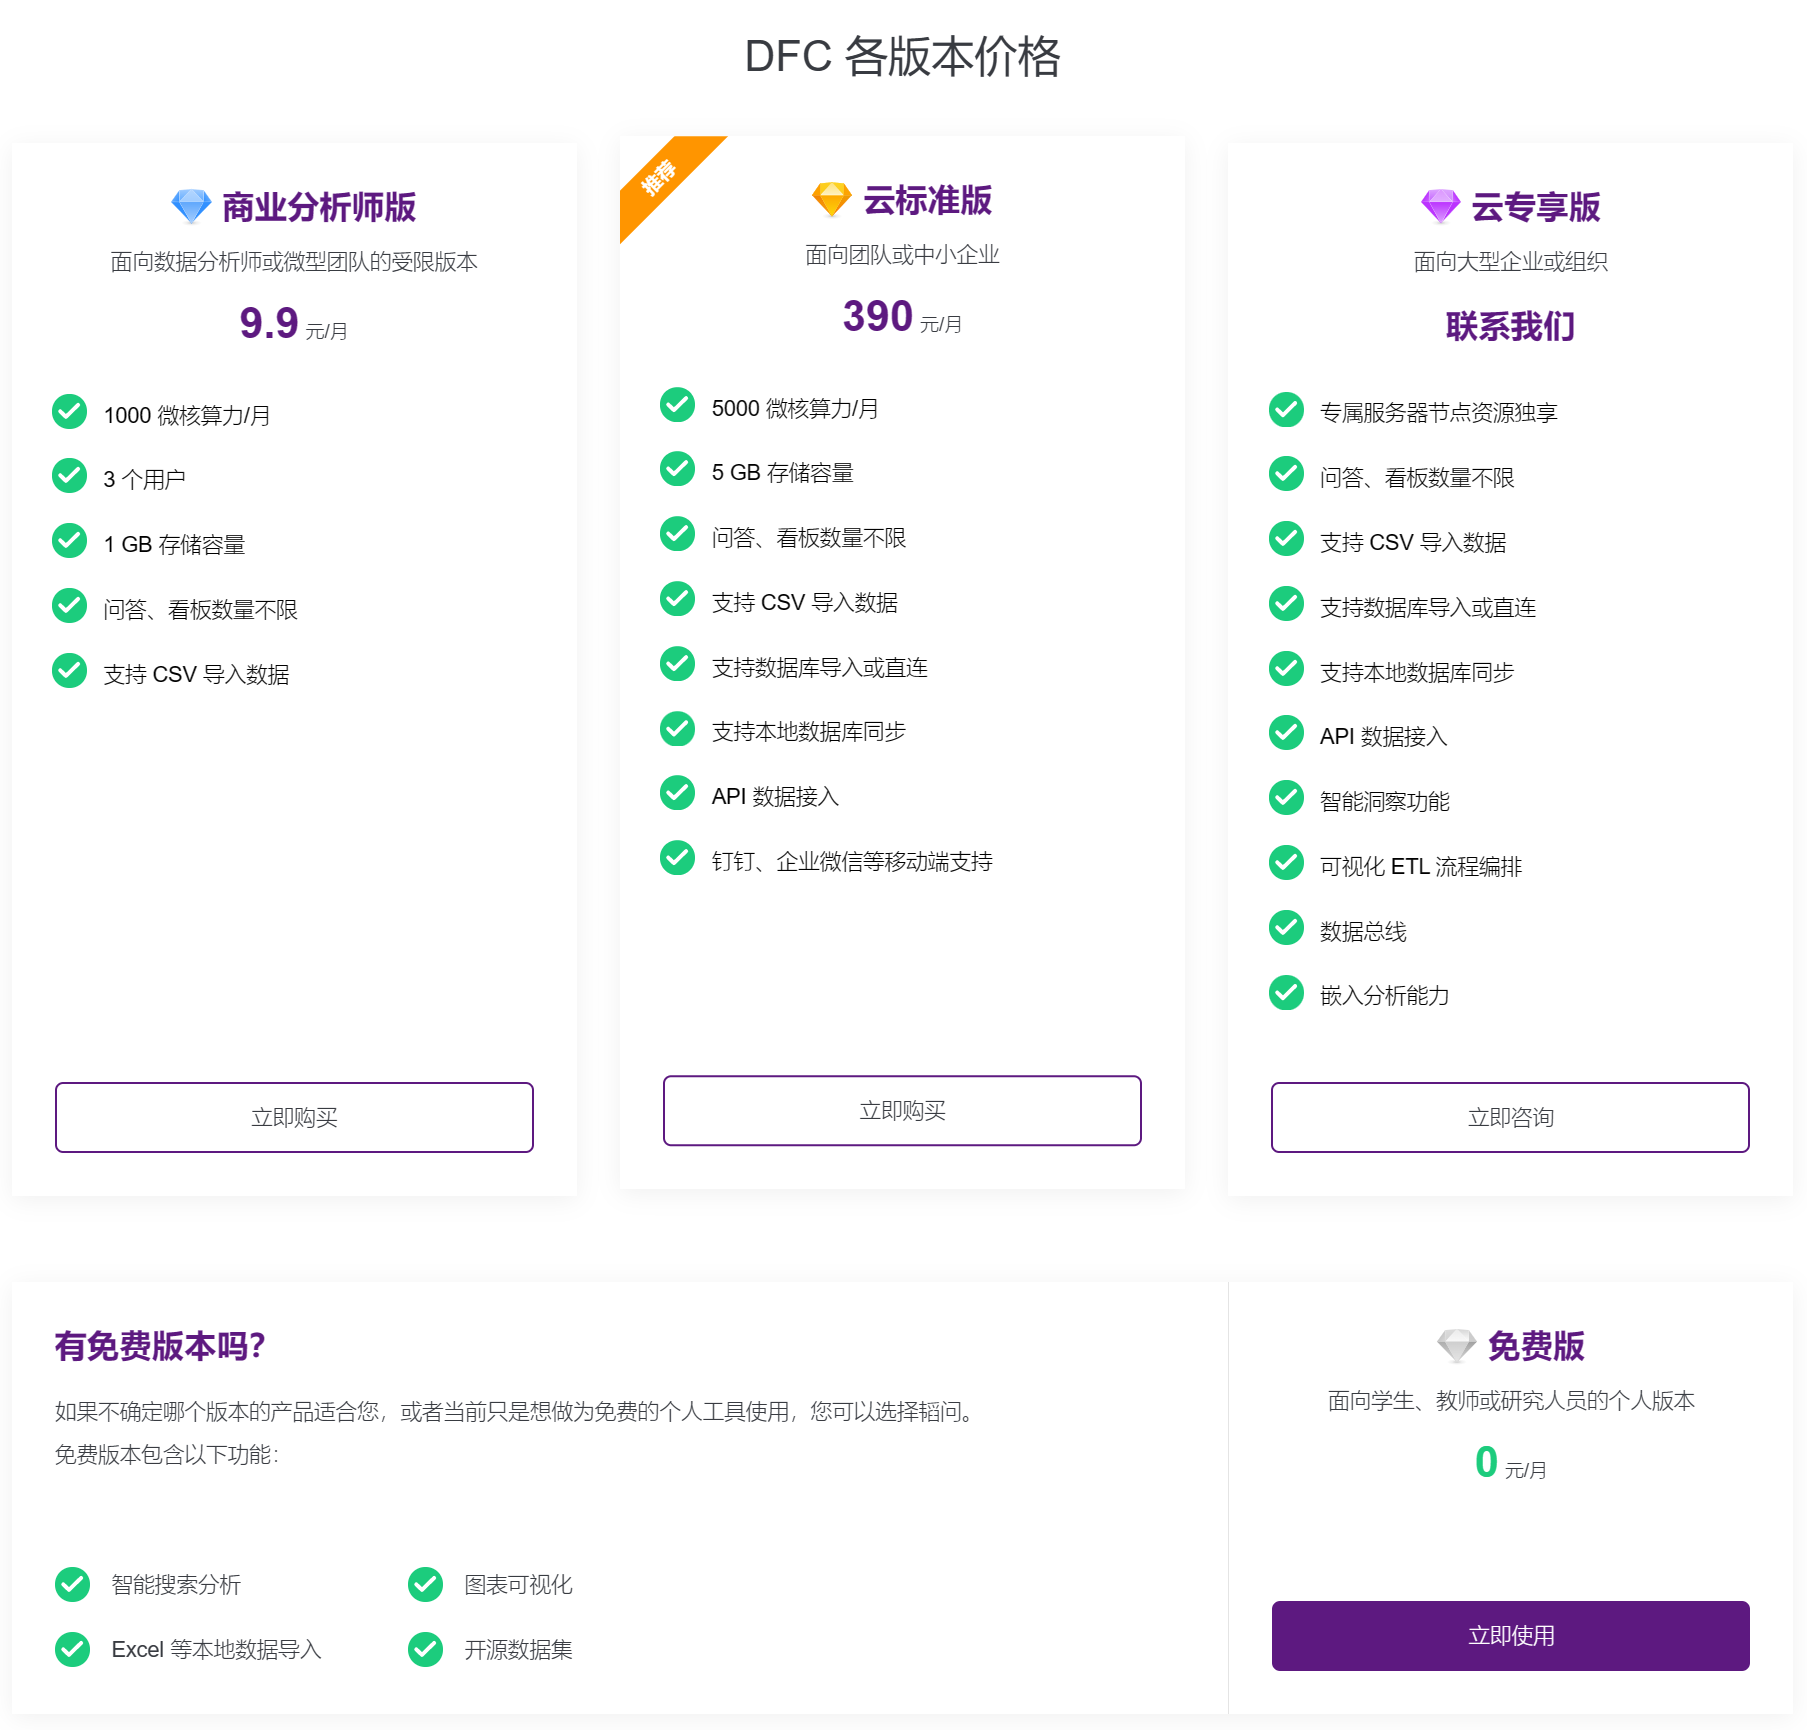 DFC 各版本价格
商业分析师版
面向数据分析师或微型团队的受限版本
9.9 元/月
1000 微核算力/月
3 个用户
1 GB 存储容量
问答、看板数量不限
支持 CSV 导入数据
立即购买
推荐
云标准版
面向团队或中小企业
390 元/月
5000 微核算力/月
5 GB 存储容量
问答、看板数量不限
支持 CSV 导入数据
支持数据库导入或直连
支持本地数据库同步
API 数据接入
钉钉、企业微信等移动端支持
立即购买
云专享版
面向大型企业或组织
联系我们
专属服务器节点资源独享
问答、看板数量不限
支持 CSV 导入数据
支持数据库导入或直连
支持本地数据库同步
API 数据接入
智能洞察功能
可视化 ETL 流程编排
数据总线
嵌入分析能力
立即咨询
有免费版本吗？
如果不确定哪个版本的产品适合您，或者当前只是想做为免费的个人工具使用，您可以选择韬问。
免费版本包含以下功能：
智能搜索分析
图表可视化
Excel 等本地数据导入
开源数据集
免费版
面向学生、教师或研究人员的个人版本
0 元/月
立即使用